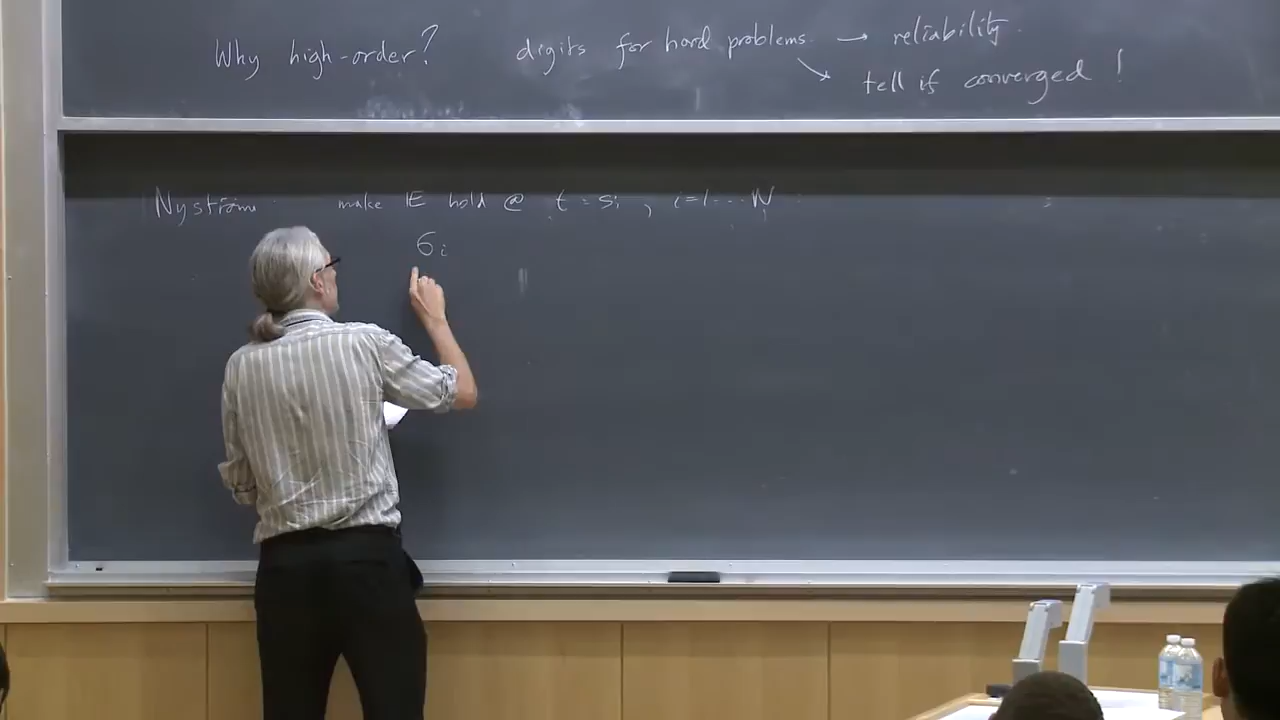 Why high-order? digits for hard problems → reliability.
↘ tell if converged !
Nyström make IE hold @ t = sᵢ , i=1...N
σᵢ